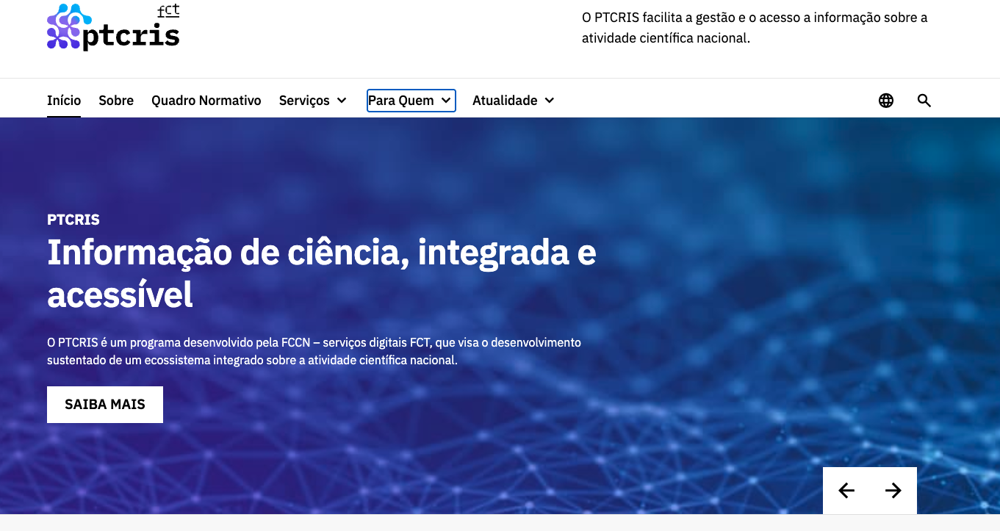 fct
ptcris
O PTCRIS facilita a gestão e o acesso a informação sobre a
atividade científica nacional.
Início Sobre Quadro Normativo Serviços Para Quem Atualidade
PTCRIS
Informação de ciência, integrada e
acessível
O PTCRIS é um programa desenvolvido pela FCCN – serviços digitais FCT, que visa o desenvolvimento
sustentado de um ecossistema integrado sobre a atividade científica nacional.
SAIBA MAIS